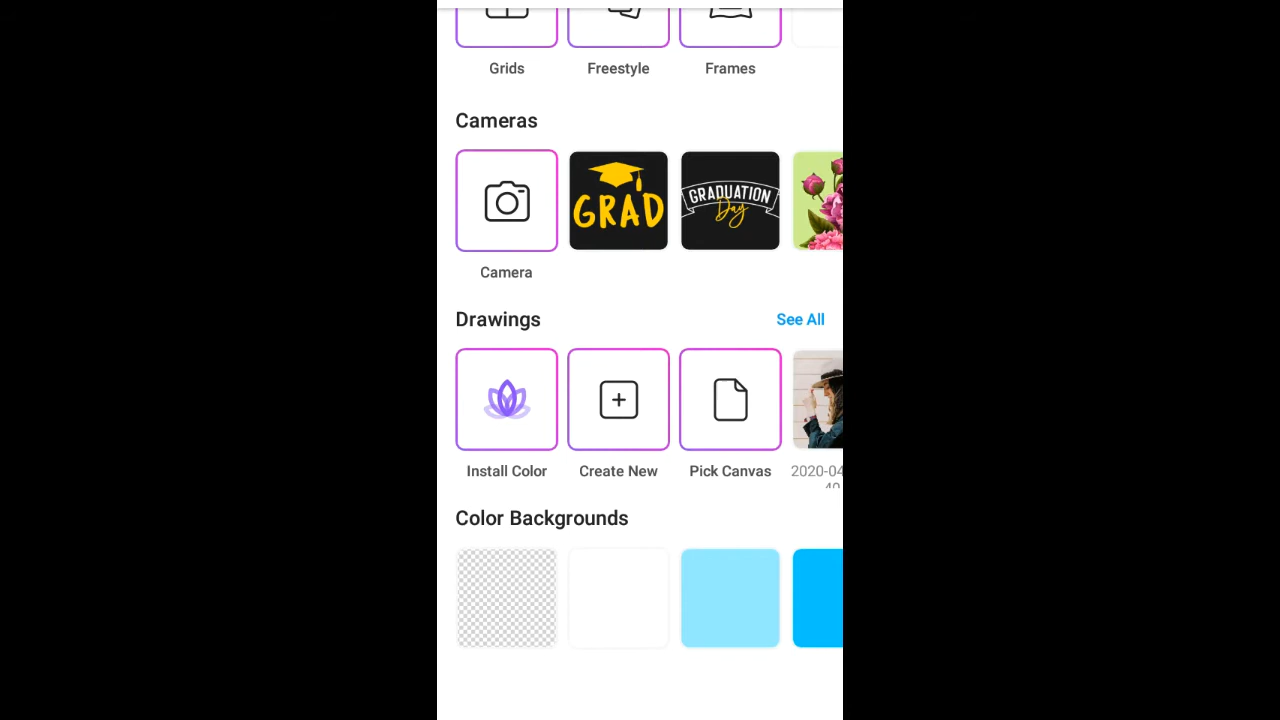 Grids Freestyle Frames
Cameras
GRAD
GRADUATION
Day
Camera
Drawings See All
Install Color Create New Pick Canvas 2020-04
40
Color Backgrounds